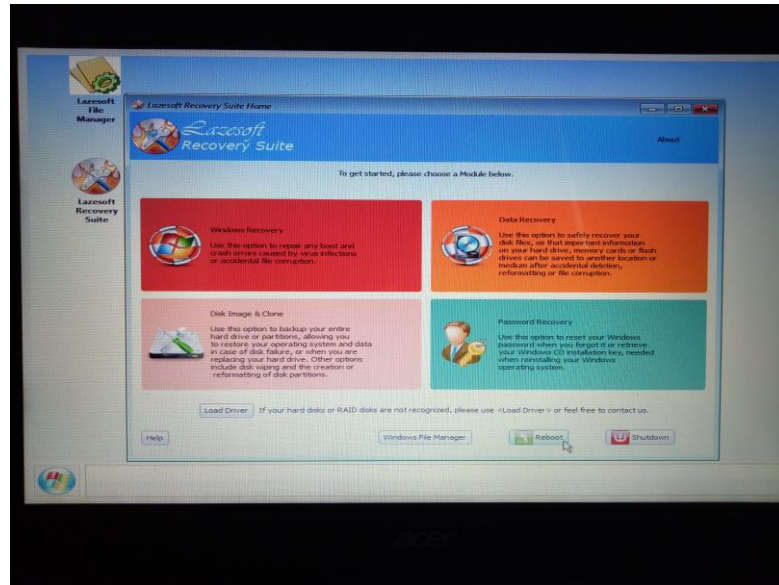 Lazesoft
File
Manager
Lazesoft
Recovery
Suite
Lazesoft Recovery Suite Home
Lazesoft
Recovery Suite
About
To get started, please choose a Module below.
Windows Recovery
Use this option to repair any boot and
crash errors caused by virus infections
or accidental file corruption.
Data Recovery
Use this option to safely recover your
disk files, so that important information
on your hard drive, memory cards or flash
drives can be saved to another location or
medium after accidental deletion,
reformatting or file corruption.
Disk Image & Clone
Use this option to backup your entire
hard drive or partitions, allowing you
to restore your operating system and data
in case of disk failure, or when you are
replacing your hard drive. Other options
include disk wiping and the creation or
reformatting of disk partitions.
Password Recovery
Use this option to reset your Windows
password when you forgot it or retrieve
your Windows CD installation key, needed
when reinstalling your Windows
operating system.
Load Driver If your hard disks or RAID disks are not recognized, please use <Load Driver> or feel free to contact us.
Help Windows File Manager Reboot Shutdown
acer